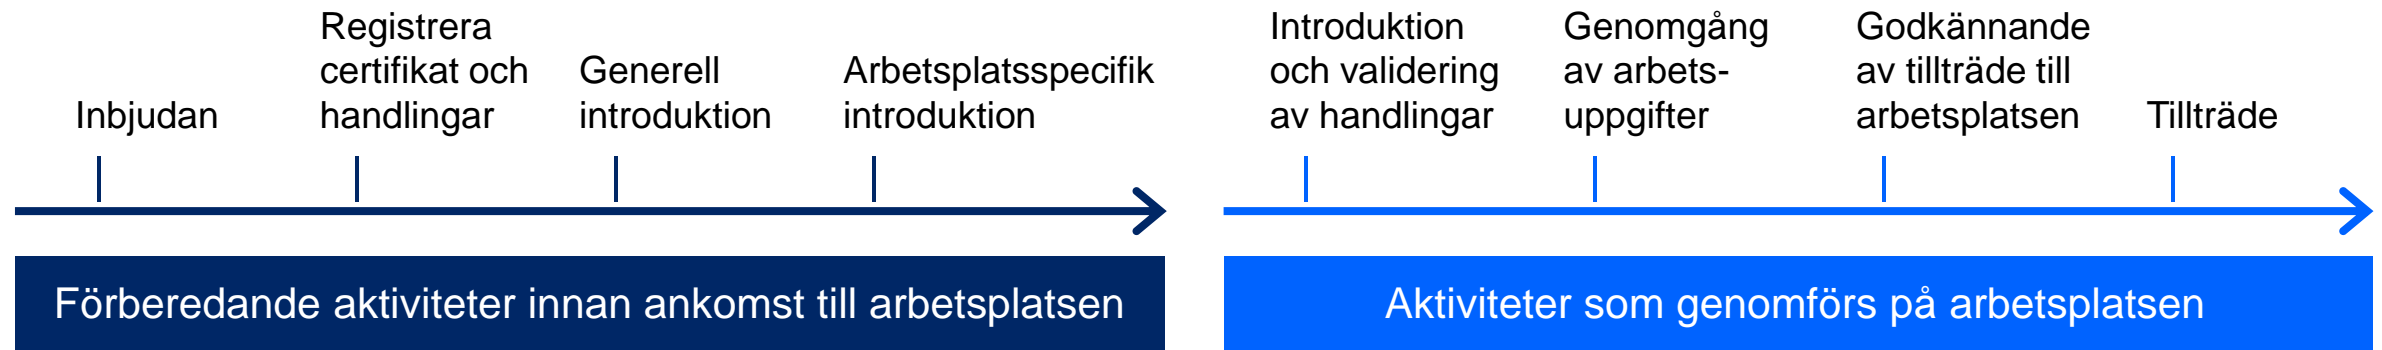 Inbjudan
Registrera
certifikat och
handlingar
Generell
introduktion
Arbetsplatsspecifik
introduktion
Förberedande aktiviteter innan ankomst till arbetsplatsen
Introduktion
och validering
av handlingar
Genomgång
av arbets-
uppgifter
Godkännande
av tillträde till
arbetsplatsen
Tillträde
Aktiviteter som genomförs på arbetsplatsen